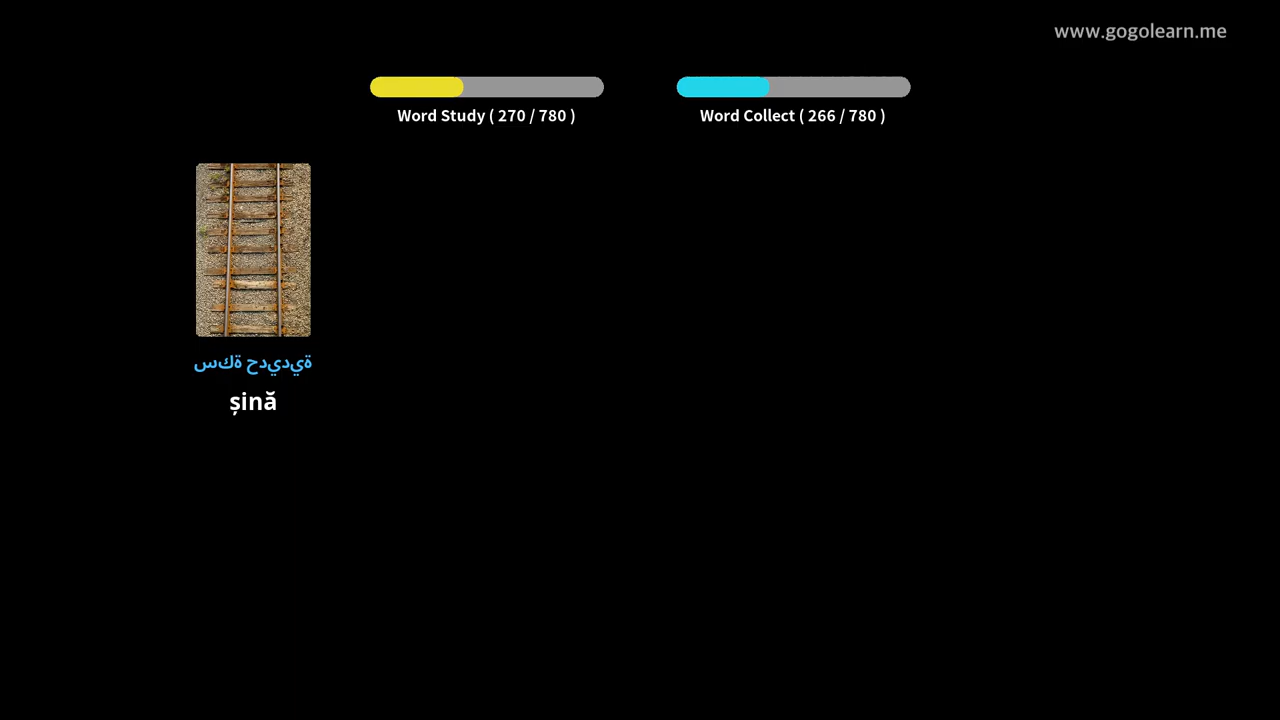 www.gogolearn.me
Word Study ( 270 / 780 )
Word Collect ( 266 / 780 )
سكة حديدية
șină